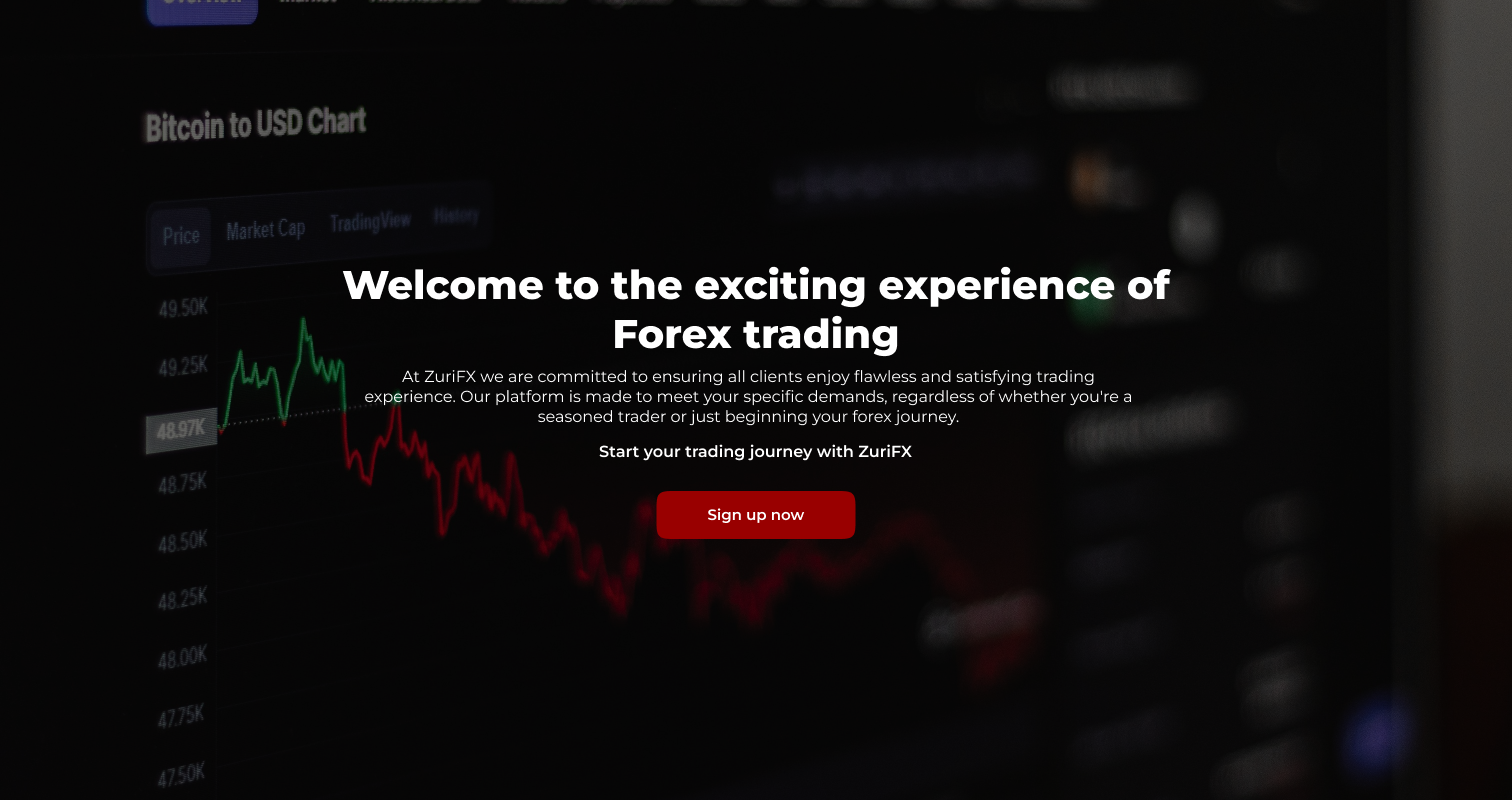 Bitcoin to USD Chart
Price Market Cap TradingView History
49.50K
49.25K
48.97K
48.75K
48.50K
48.25K
48.00K
47.75K
47.50K
Welcome to the exciting experience of
Forex trading
At ZuriFX we are committed to ensuring all clients enjoy flawless and satisfying trading
experience. Our platform is made to meet your specific demands, regardless of whether you're a
seasoned trader or just beginning your forex journey.
Start your trading journey with ZuriFX
Sign up now